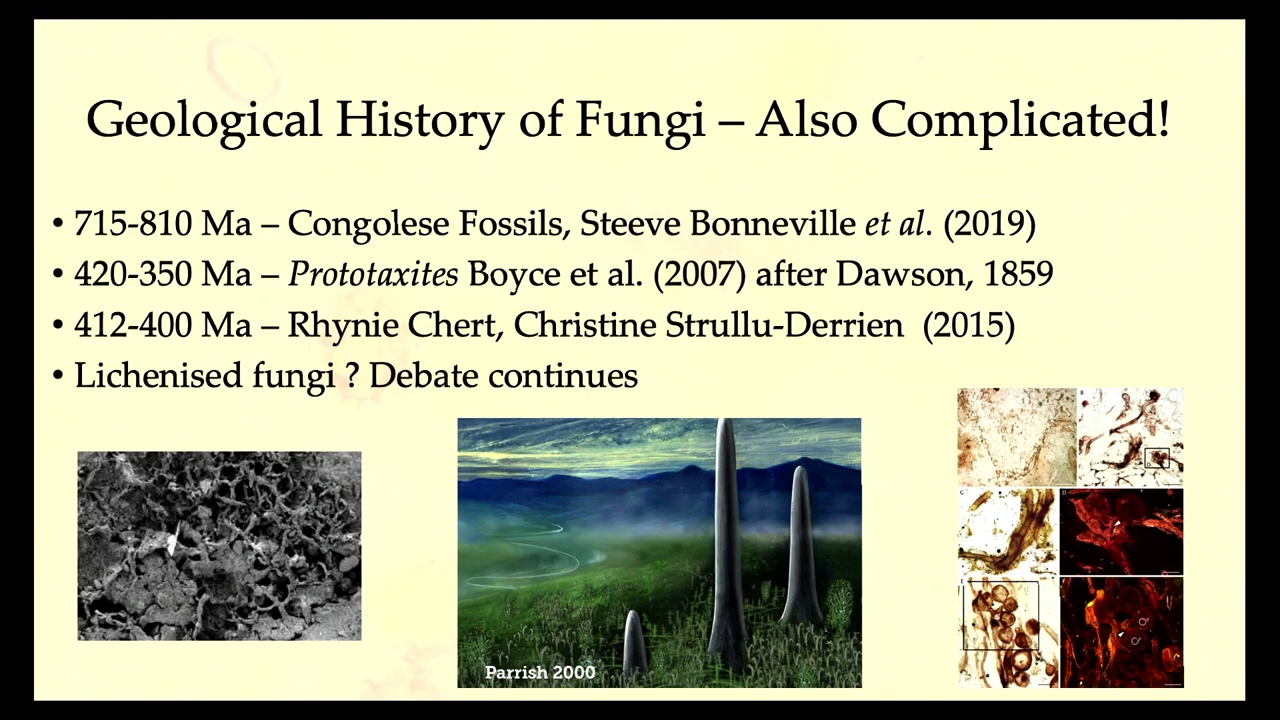 Geological History of Fungi – Also Complicated!
• 715-810 Ma – Congolese Fossils, Steeve Bonneville et al. (2019)
• 420-350 Ma – Prototaxites Boyce et al. (2007) after Dawson, 1859
• 412-400 Ma – Rhynie Chert, Christine Strullu-Derrien (2015)
• Lichenised fungi ? Debate continues
Parrish 2000